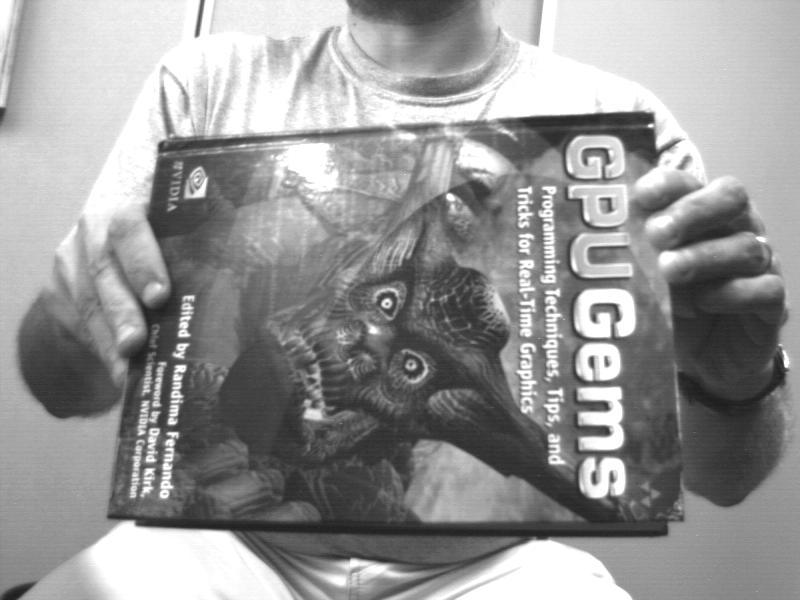 GPU Gems
Programming Techniques, Tips, and
Tricks for Real-Time Graphics
Edited by Randima Fernando
Foreword by David Kirk,
Chief Scientist, NVIDIA Corporation
NVIDIA